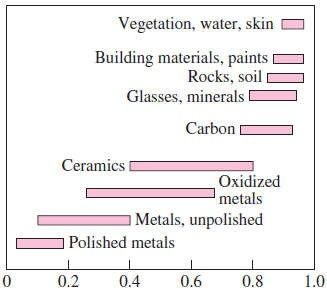 Vegetation, water, skin
Building materials, paints
Rocks, soil
Glasses, minerals
Carbon
Ceramics
Oxidized
metals
Metals, unpolished
Polished metals
0 0.2 0.4 0.6 0.8 1.0